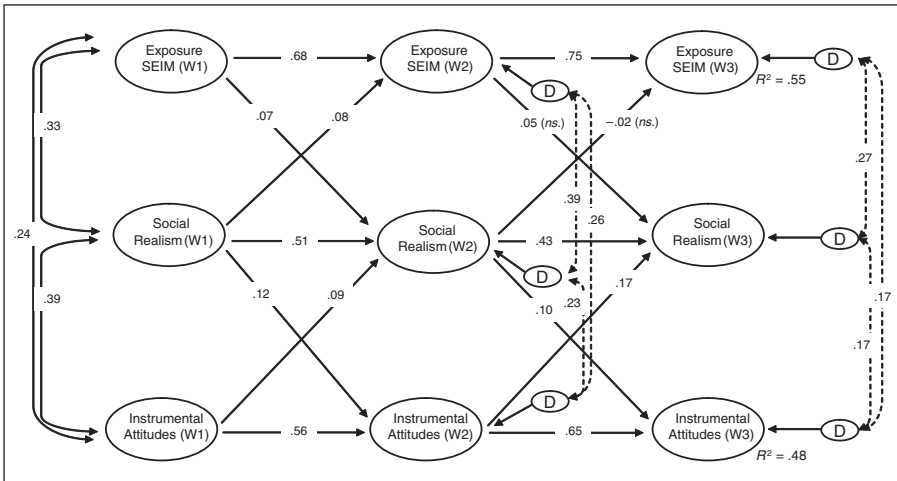 Exposure
SEIM (W1)
.68
Exposure
SEIM (W2)
.75
Exposure
SEIM (W3)
D
R² = .55
D
.33
.07
.08
.05 (ns.)
−.02 (ns.)
.27
.39
.26
.24
Social
Realism (W1)
.51
Social
Realism (W2)
.43
Social
Realism (W3)
D
D
.39
.12
.09
.10
.23
.17
.17
.17
D
Instrumental
Attitudes (W1)
.56
Instrumental
Attitudes (W2)
.65
Instrumental
Attitudes (W3)
D
R² = .48